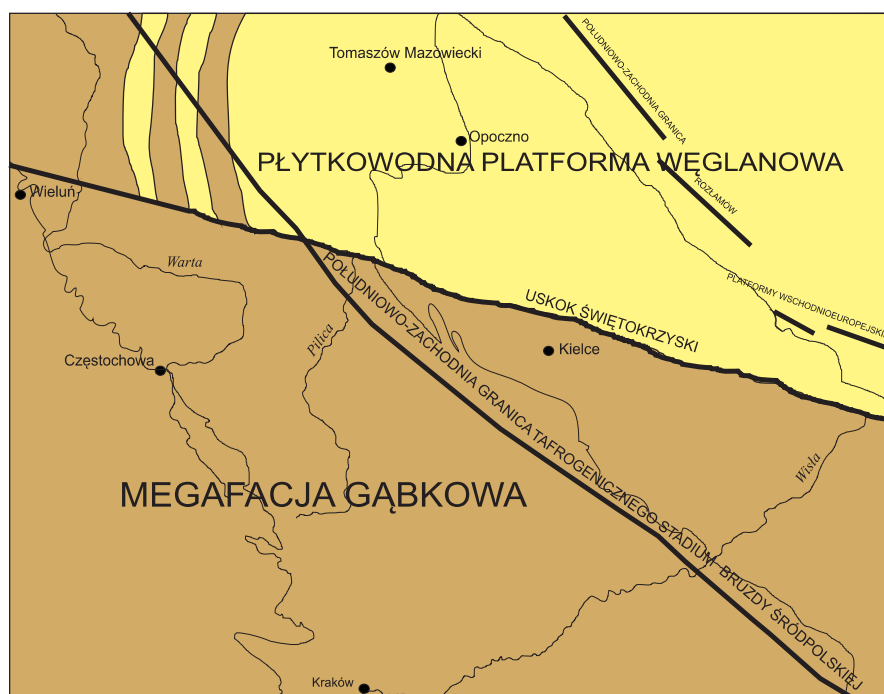 Tomaszów Mazowiecki
POŁUDNIOWO-ZACHODNIA GRANICA
Opoczno
PŁYTKOWODNA PLATFORMA WĘGLANOWA
ROZŁAMÓW
Wieluń
Warta
PLATFORMY WSCHODNIOEUROPEJSKI
USKOK ŚWIĘTOKRZYSKI
Pilica
Częstochowa
Kielce
POŁUDNIOWO-ZACHODNIA GRANICA TAFROGENICZNEGO STADIUM BRUZDY ŚRÓDPOLSKIEJ
Wisła
MEGAFACJA GĄBKOWA
Kraków